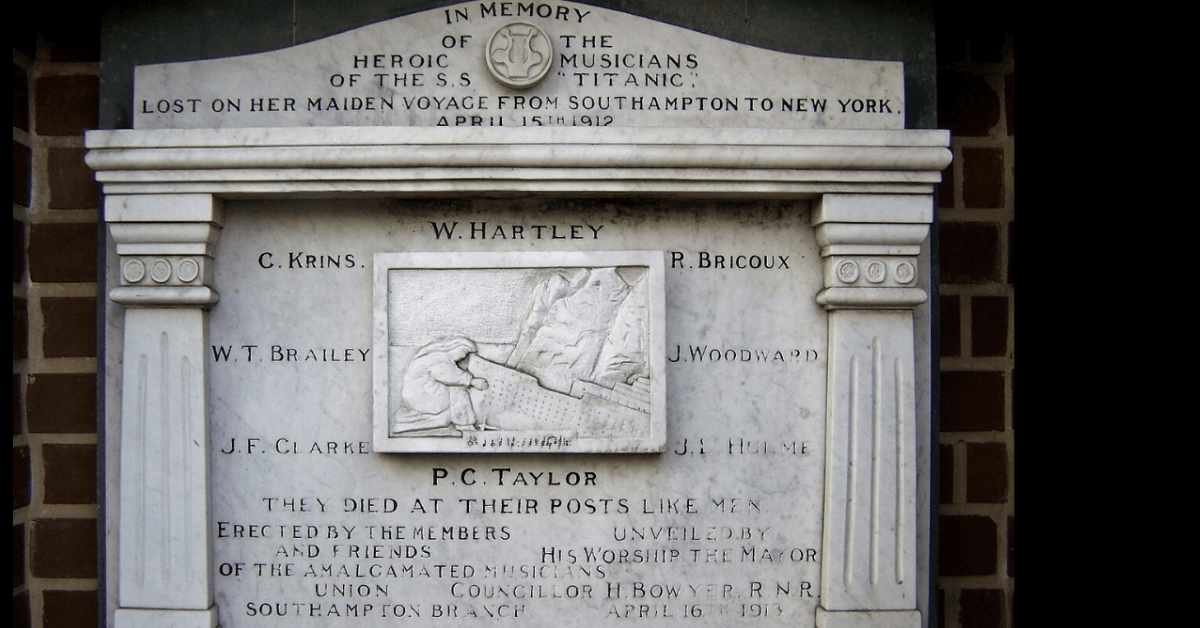 IN MEMORY
OF THE
HEROIC MUSICIANS
OF THE S.S "TITANIC".
LOST ON HER MAIDEN VOYAGE FROM SOUTHAMPTON TO NEW YORK.
APRIL 15TH 1912
W. HARTLEY
C. KRINS. R. BRICOUX
W. T. BRAILEY J. WOODWARD
J. F. CLARKE J. L. HULME
P. C. TAYLOR
THEY DIED AT THEIR POSTS LIKE MEN
ERECTED BY THE MEMBERS UNVEILED BY
AND FRIENDS HIS WORSHIP THE MAYOR
OF THE AMALGAMATED MUSICIANS
UNION COUNCILLOR H. BOWYER, R.N.R.
SOUTHAMPTON BRANCH APRIL 16TH 1913